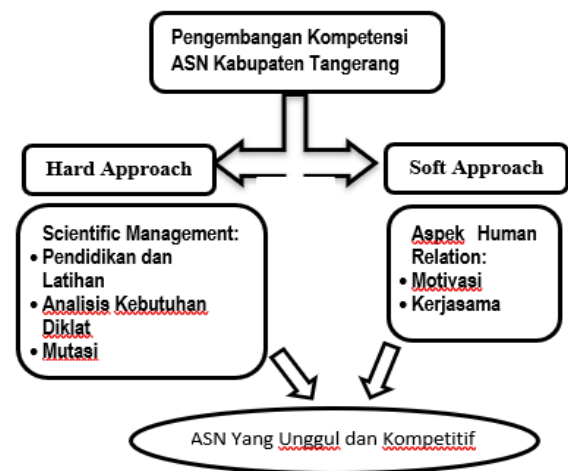 Pengembangan Kompetensi
ASN Kabupaten Tangerang
Hard Approach
Soft Approach
Scientific Management:
• Pendidikan dan
Latihan
• Analisis Kebutuhan
Diklat
• Mutasi
Aspek Human
Relation:
• Motivasi
• Kerjasama
ASN Yang Unggul dan Kompetitif